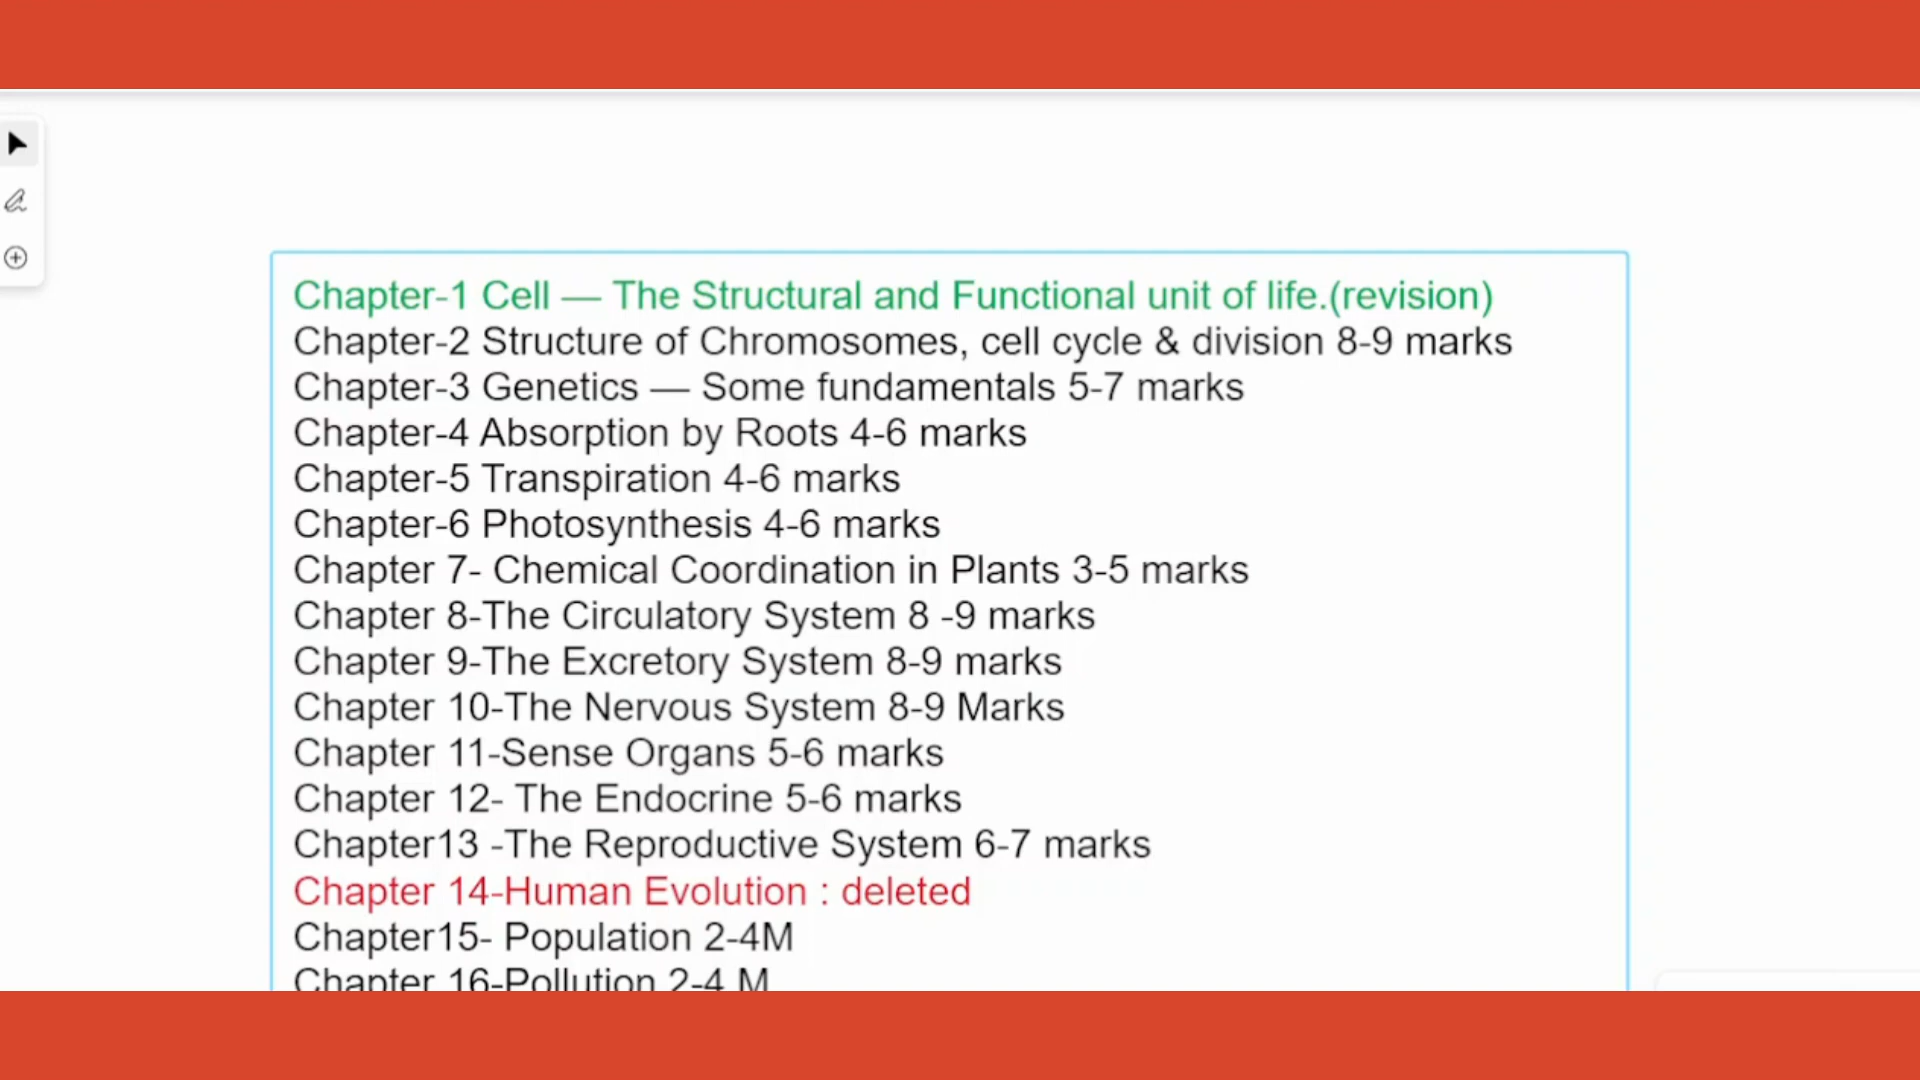 Chapter-1 Cell — The Structural and Functional unit of life.(revision)
Chapter-2 Structure of Chromosomes, cell cycle & division 8-9 marks
Chapter-3 Genetics — Some fundamentals 5-7 marks
Chapter-4 Absorption by Roots 4-6 marks
Chapter-5 Transpiration 4-6 marks
Chapter-6 Photosynthesis 4-6 marks
Chapter 7- Chemical Coordination in Plants 3-5 marks
Chapter 8-The Circulatory System 8 -9 marks
Chapter 9-The Excretory System 8-9 marks
Chapter 10-The Nervous System 8-9 Marks
Chapter 11-Sense Organs 5-6 marks
Chapter 12- The Endocrine 5-6 marks
Chapter13 -The Reproductive System 6-7 marks
Chapter 14-Human Evolution : deleted
Chapter15- Population 2-4M
Chapter 16-Pollution 2-4 M